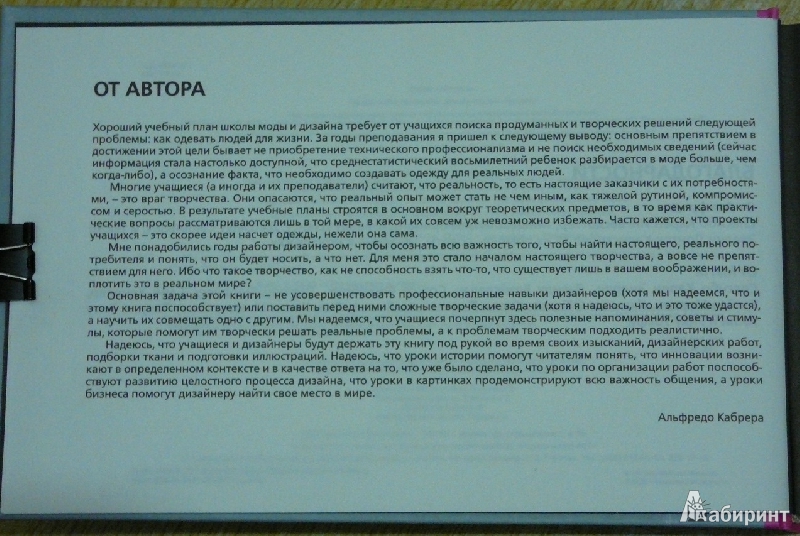 ОТ АВТОРА
Хороший учебный план школы моды и дизайна требует от учащихся поиска продуманных и творческих решений следующей
проблемы: как одевать людей для жизни. За годы преподавания я пришел к следующему выводу: основным препятствием в
достижении этой цели бывает не приобретение технического профессионализма и не поиск необходимых сведений (сейчас
информация стала настолько доступной, что среднестатистический восьмилетний ребенок разбирается в моде больше, чем
когда-либо), а осознание факта, что необходимо создавать одежду для реальных людей.
Многие учащиеся (а иногда и их преподаватели) считают, что реальность, то есть настоящие заказчики с их потребностя-
ми, – это враг творчества. Они опасаются, что реальный опыт может стать не чем иным, как тяжелой рутиной, компромис-
сом и серостью. В результате учебные планы строятся в основном вокруг теоретических предметов, в то время как практи-
ческие вопросы рассматриваются лишь в той мере, в какой их совсем уж невозможно избежать. Часто кажется, что проекты
учащихся – это скорее идеи насчет одежды, нежели она сама.
Мне понадобились годы работы дизайнером, чтобы осознать всю важность того, чтобы найти настоящего, реального по-
требителя и понять, что он будет носить, а что нет. Для меня это стало началом настоящего творчества, а вовсе не препят-
ствием для него. Ибо что такое творчество, как не способность взять что-то, что существует лишь в вашем воображении, и во-
плотить это в реальном мире?
Основная задача этой книги – не усовершенствовать профессиональные навыки дизайнеров (хотя мы надеемся, что и
этому книга поспособствует) или поставить перед ними сложные творческие задачи (хотя я надеюсь, что и это тоже удастся),
а научить их совмещать одно с другим. Мы надеемся, что учащиеся почерпнут здесь полезные напоминания, советы и стиму-
лы, которые помогут им творчески решать реальные проблемы, а к проблемам творческим подходить реалистично.
Надеюсь, что учащиеся и дизайнеры будут держать эту книгу под рукой во время своих изысканий, дизайнерских работ,
подборки ткани и подготовки иллюстраций. Надеюсь, что уроки истории помогут читателям понять, что инновации возни-
кают в определенном контексте и в качестве ответа на то, что уже было сделано, что уроки по организации работ поспособ-
ствуют развитию целостного процесса дизайна, что уроки в картинках продемонстрируют всю важность общения, а уроки
бизнеса помогут дизайнеру найти свое место в мире.
Альфредо Кабрера
Лабиринт